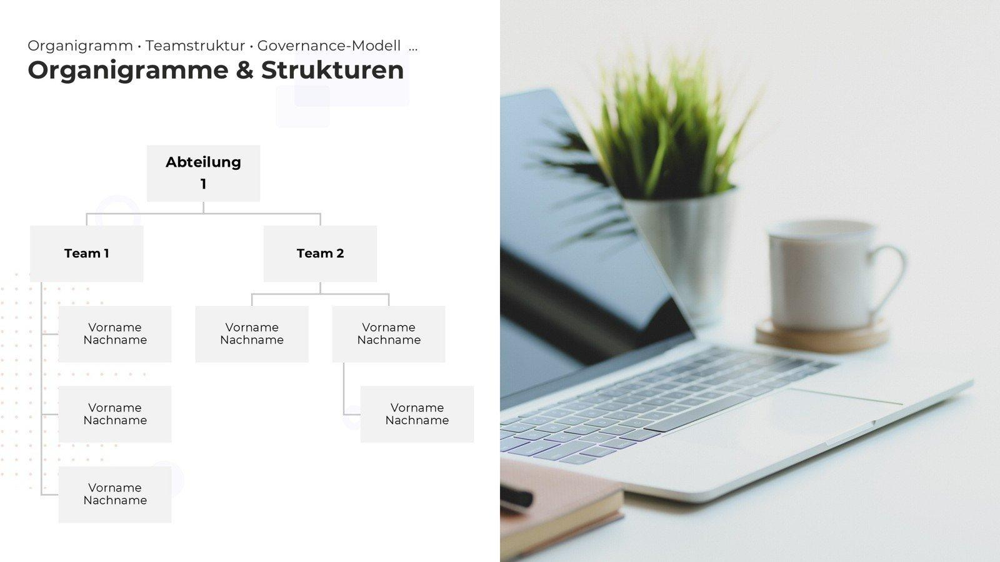 Organigramm • Teamstruktur • Governance-Modell ...
Organigramme & Strukturen
Abteilung
1
Team 1
Team 2
Vorname
Nachname
Vorname
Nachname
Vorname
Nachname
Vorname
Nachname
Vorname
Nachname
Vorname
Nachname